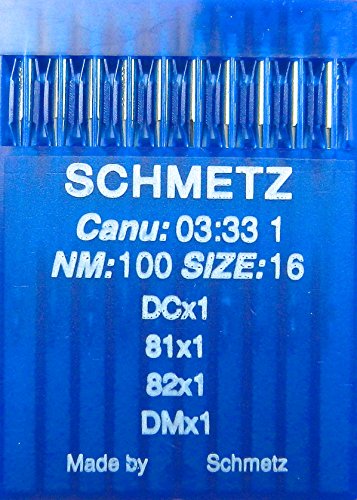 SCHMETZ
Canu: 03:33 1
NM:100 SIZE:16
DCx1
81x1
82x1
DMx1
Made by Schmetz